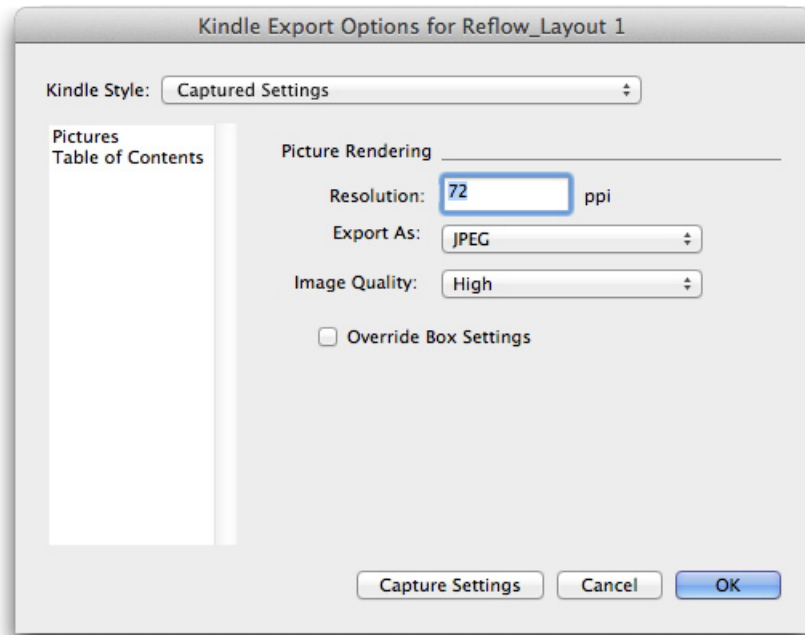 Kindle Export Options for Reflow_Layout 1
Kindle Style: Captured Settings
Pictures
Table of Contents
Picture Rendering
Resolution: 72 ppi
Export As: JPEG
Image Quality: High
Override Box Settings
Capture Settings Cancel OK